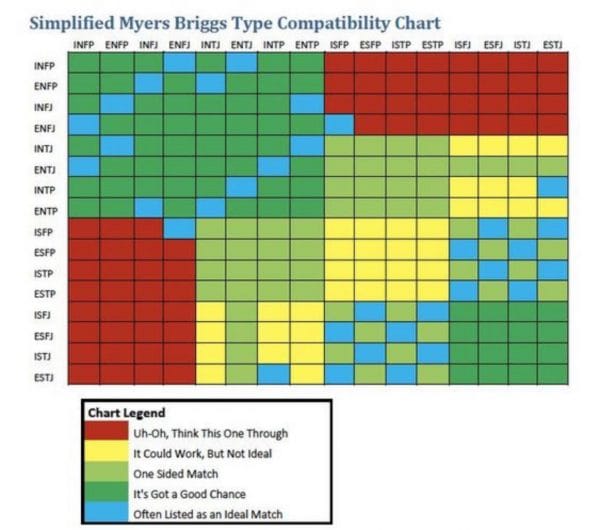 Simplified Myers Briggs Type Compatibility Chart
INFP ENFP INFJ ENFJ INTJ ENTJ INTP ENTP ISFP ESFP ISTP ESTP ISFJ ESFJ ISTJ ESTJ
INFP
ENFP
INFJ
ENFJ
INTJ
ENTJ
INTP
ENTP
ISFP
ESFP
ISTP
ESTP
ISFJ
ESFJ
ISTJ
ESTJ
Chart Legend
Uh-Oh, Think This One Through
It Could Work, But Not Ideal
One Sided Match
It's Got a Good Chance
Often Listed as an Ideal Match